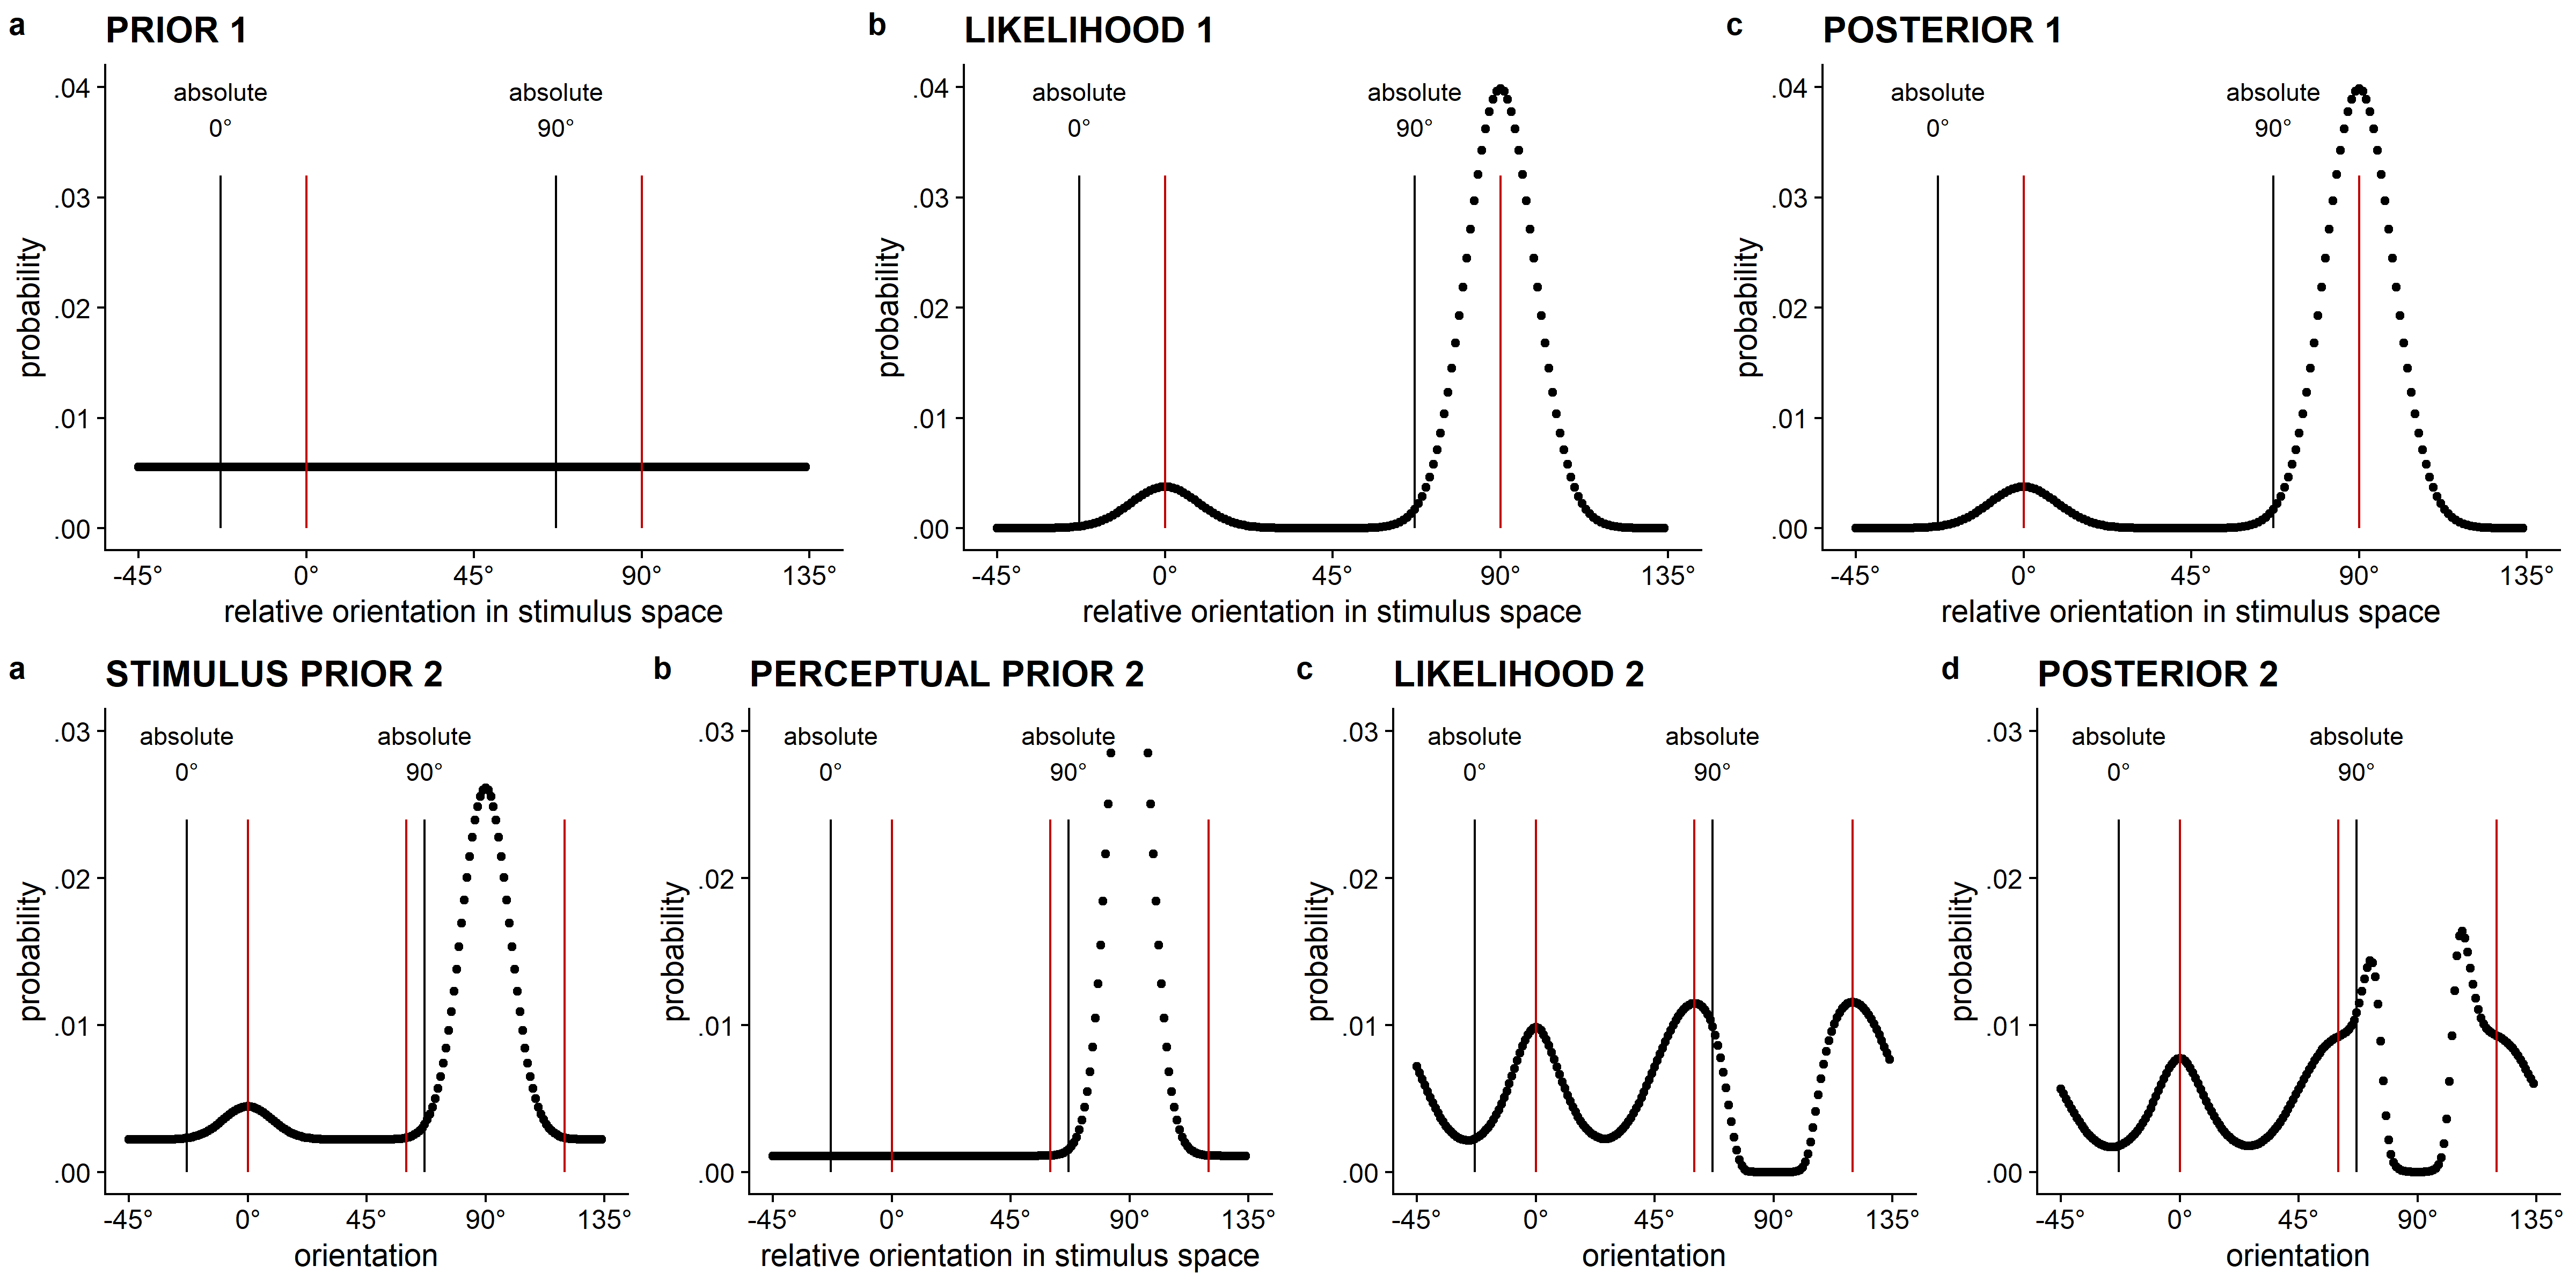 a PRIOR 1
absolute 0°
absolute 90°
.04
.03
.02
.01
.00
probability
-45° 0° 45° 90° 135°
relative orientation in stimulus space
b LIKELIHOOD 1
absolute 0°
absolute 90°
.04
.03
.02
.01
.00
probability
-45° 0° 45° 90° 135°
relative orientation in stimulus space
c POSTERIOR 1
absolute 0°
absolute 90°
.04
.03
.02
.01
.00
probability
-45° 0° 45° 90° 135°
relative orientation in stimulus space
a STIMULUS PRIOR 2
absolute 0°
absolute 90°
.03
.02
.01
.00
probability
-45° 0° 45° 90° 135°
orientation
b PERCEPTUAL PRIOR 2
absolute 0°
absolute 90°
.03
.02
.01
.00
probability
-45° 0° 45° 90° 135°
relative orientation in stimulus space
c LIKELIHOOD 2
absolute 0°
absolute 90°
.03
.02
.01
.00
probability
-45° 0° 45° 90° 135°
orientation
d POSTERIOR 2
absolute 0°
absolute 90°
.03
.02
.01
.00
probability
-45° 0° 45° 90° 135°
orientation